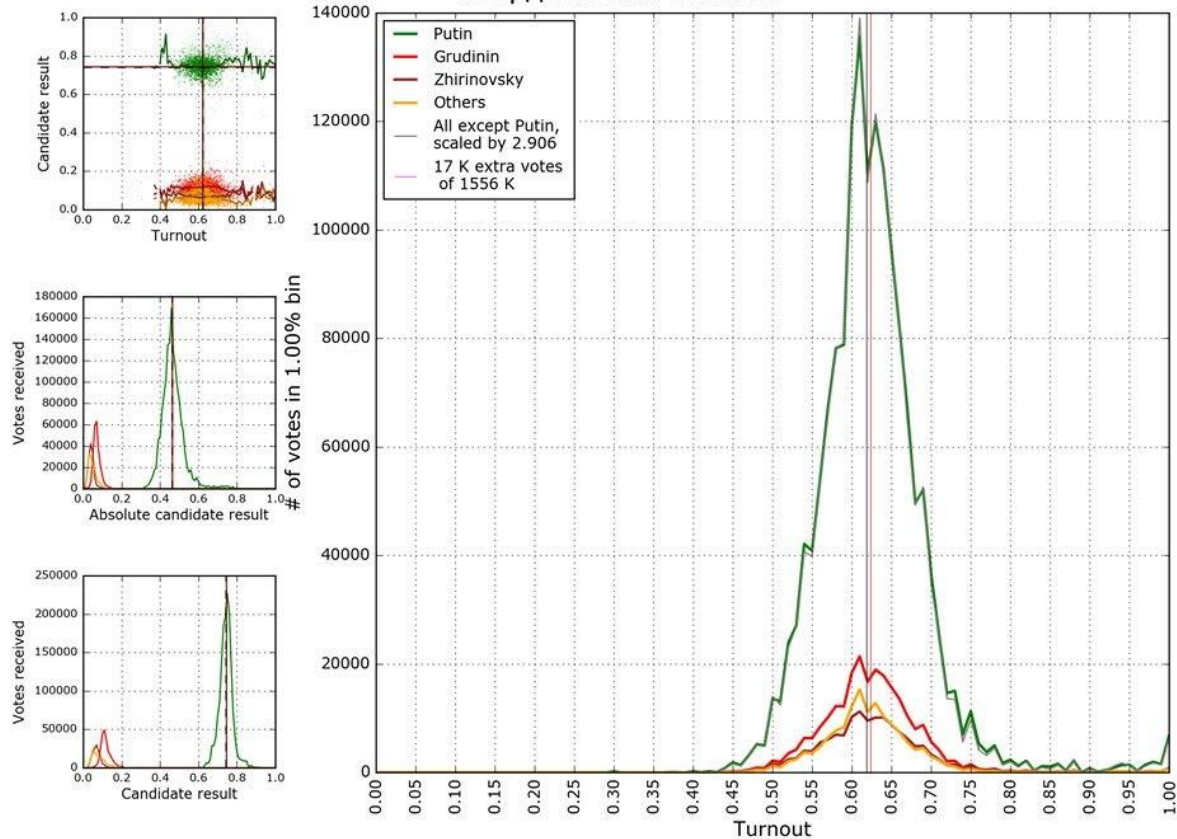 1.0
0.8
0.6
0.4
0.2
0.0
Candidate result
0.0 0.2 0.4 0.6 0.8 1.0
Turnout
180000
160000
140000
120000
100000
80000
60000
40000
20000
0
Votes received
0.0 0.2 0.4 0.6 0.8 1.0
Absolute candidate result
250000
200000
150000
100000
50000
0
Votes received
0.0 0.2 0.4 0.6 0.8 1.0
Candidate result
# of votes in 1.00% bin
140000
120000
100000
80000
60000
40000
20000
0
Putin
Grudinin
Zhirinovsky
Others
All except Putin,
scaled by 2.906
17 K extra votes
of 1556 K
0.00 0.05 0.10 0.15 0.20 0.25 0.30 0.35 0.40 0.45 0.50 0.55 0.60 0.65 0.70 0.75 0.80 0.85 0.90 0.95 1.00
Turnout